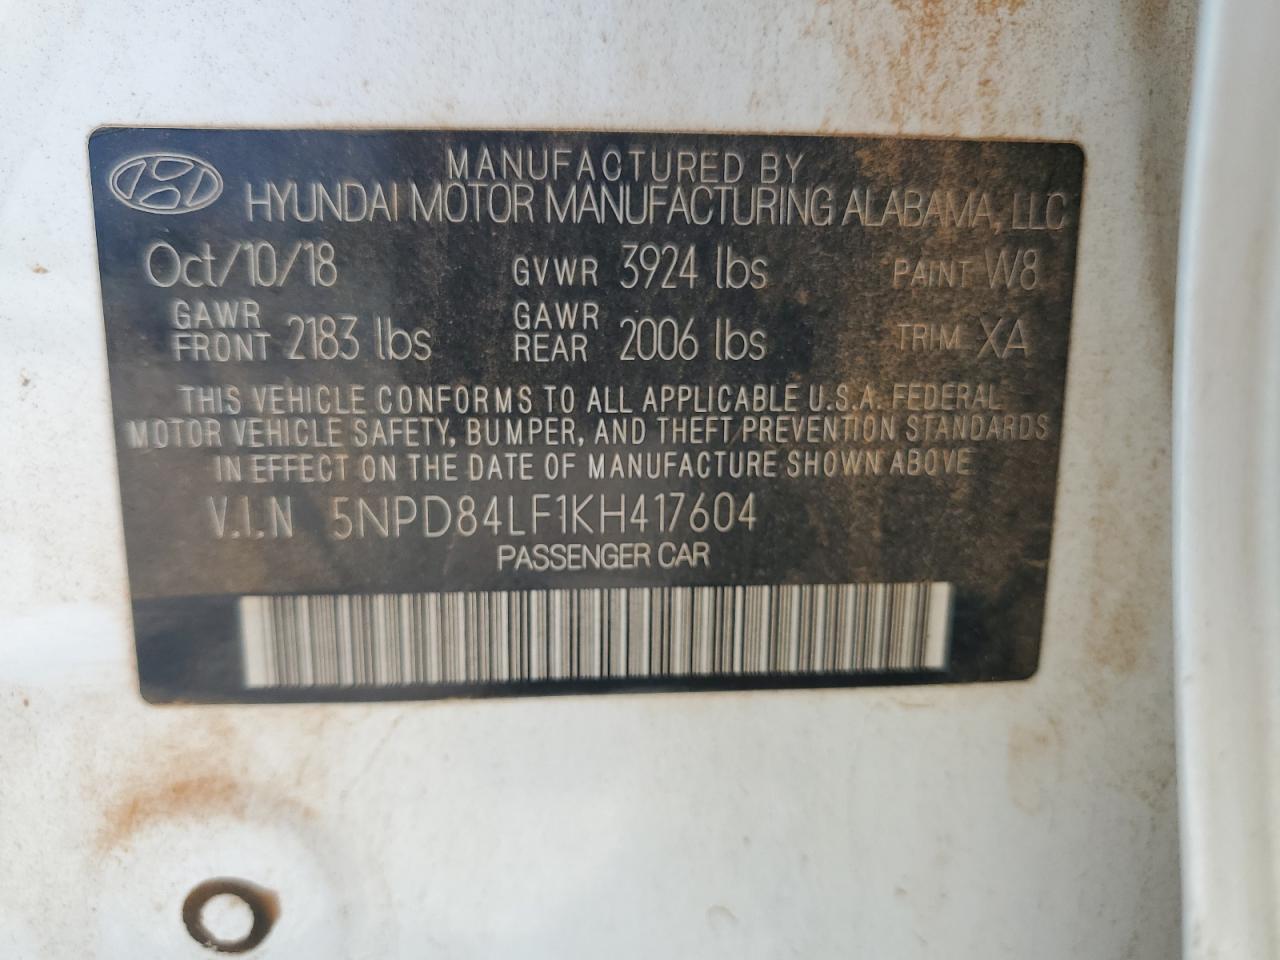 MANUFACTURED BY
HYUNDAI MOTOR MANUFACTURING ALABAMA, LLC
Oct/10/18 GVWR 3924 lbs PAINT W8
GAWR FRONT 2183 lbs GAWR REAR 2006 lbs TRIM XA
THIS VEHICLE CONFORMS TO ALL APPLICABLE U.S.A. FEDERAL
MOTOR VEHICLE SAFETY, BUMPER, AND THEFT PREVENTION STANDARDS
IN EFFECT ON THE DATE OF MANUFACTURE SHOWN ABOVE
V.I.N 5NPD84LF1KH417604
PASSENGER CAR